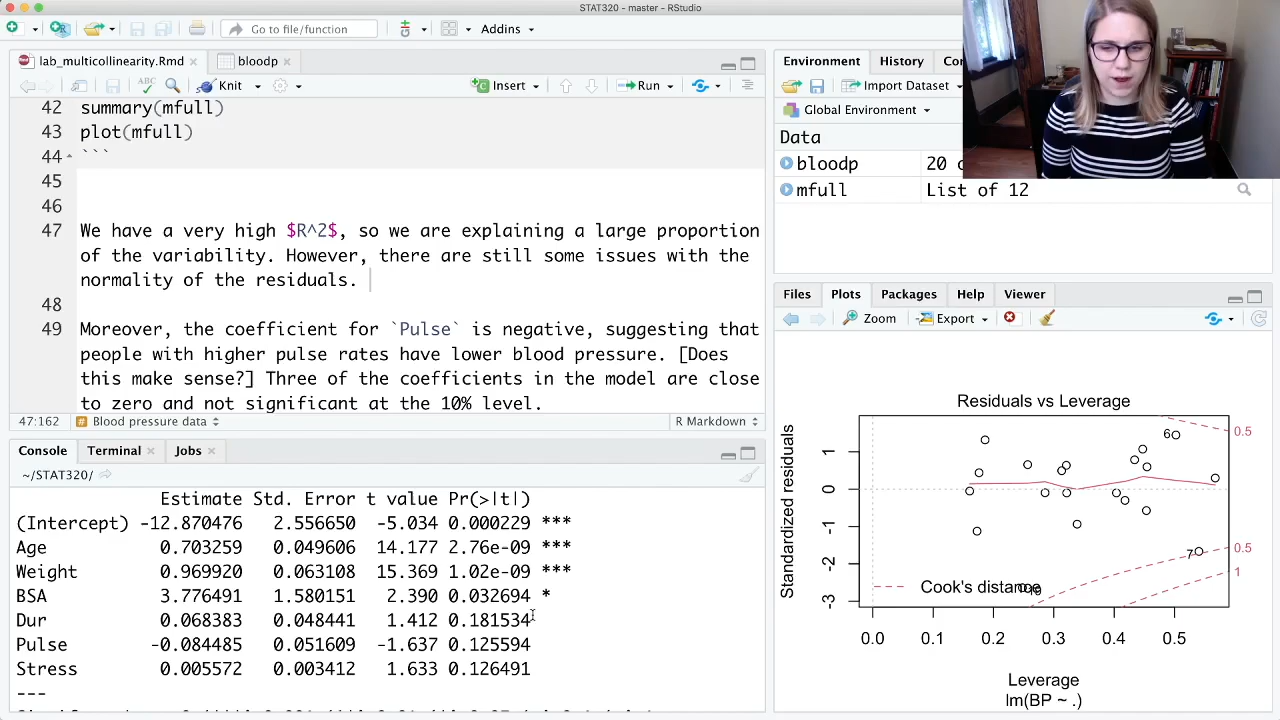 STAT320 - master - RStudio
Go to file/function
Addins
lab_multicollinearity.Rmd
bloodp
ABC
Knit
Insert
Run
42 summary(mfull)
43 plot(mfull)
44 ```
45
46
47 We have a very high $R^2$, so we are explaining a large proportion
of the variability. However, there are still some issues with the
normality of the residuals.
48
49 Moreover, the coefficient for `Pulse` is negative, suggesting that
people with higher pulse rates have lower blood pressure. [Does
this make sense?] Three of the coefficients in the model are close
to zero and not significant at the 10% level.
47:162 Blood pressure data R Markdown
Console Terminal Jobs
~/STAT320/
Estimate Std. Error t value Pr(>|t|)
(Intercept) -12.870476 2.556650 -5.034 0.000229 ***
Age 0.703259 0.049606 14.177 2.76e-09 ***
Weight 0.969920 0.063108 15.369 1.02e-09 ***
BSA 3.776491 1.580151 2.390 0.032694 *
Dur 0.068383 0.048441 1.412 0.181534
Pulse -0.084485 0.051609 -1.637 0.125594
Stress 0.005572 0.003412 1.633 0.126491
---
Environment History
Import Dataset
Global Environment
Data
bloodp 20
mfull List of 12
Files Plots Packages Help Viewer
Zoom Export
Residuals vs Leverage
Standardized residuals
1
0
-1
-2
-3
6
7
0.5
0.5
1
Cook's distance
0.0 0.1 0.2 0.3 0.4 0.5
Leverage
lm(BP ~ .)